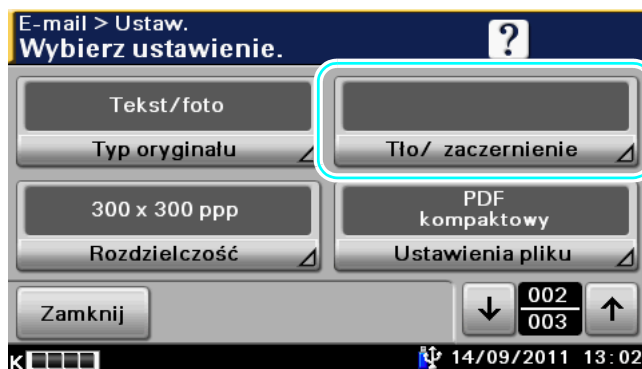 E-mail > Ustaw.
Wybierz ustawienie.
?
Tekst/foto
Typ oryginału
Tło/ zaczernienie
300 x 300 ppp
Rozdzielczość
PDF
kompaktowy
Ustawienia pliku
Zamknij
↓
002
003
↑
K
14/09/2011 13:02